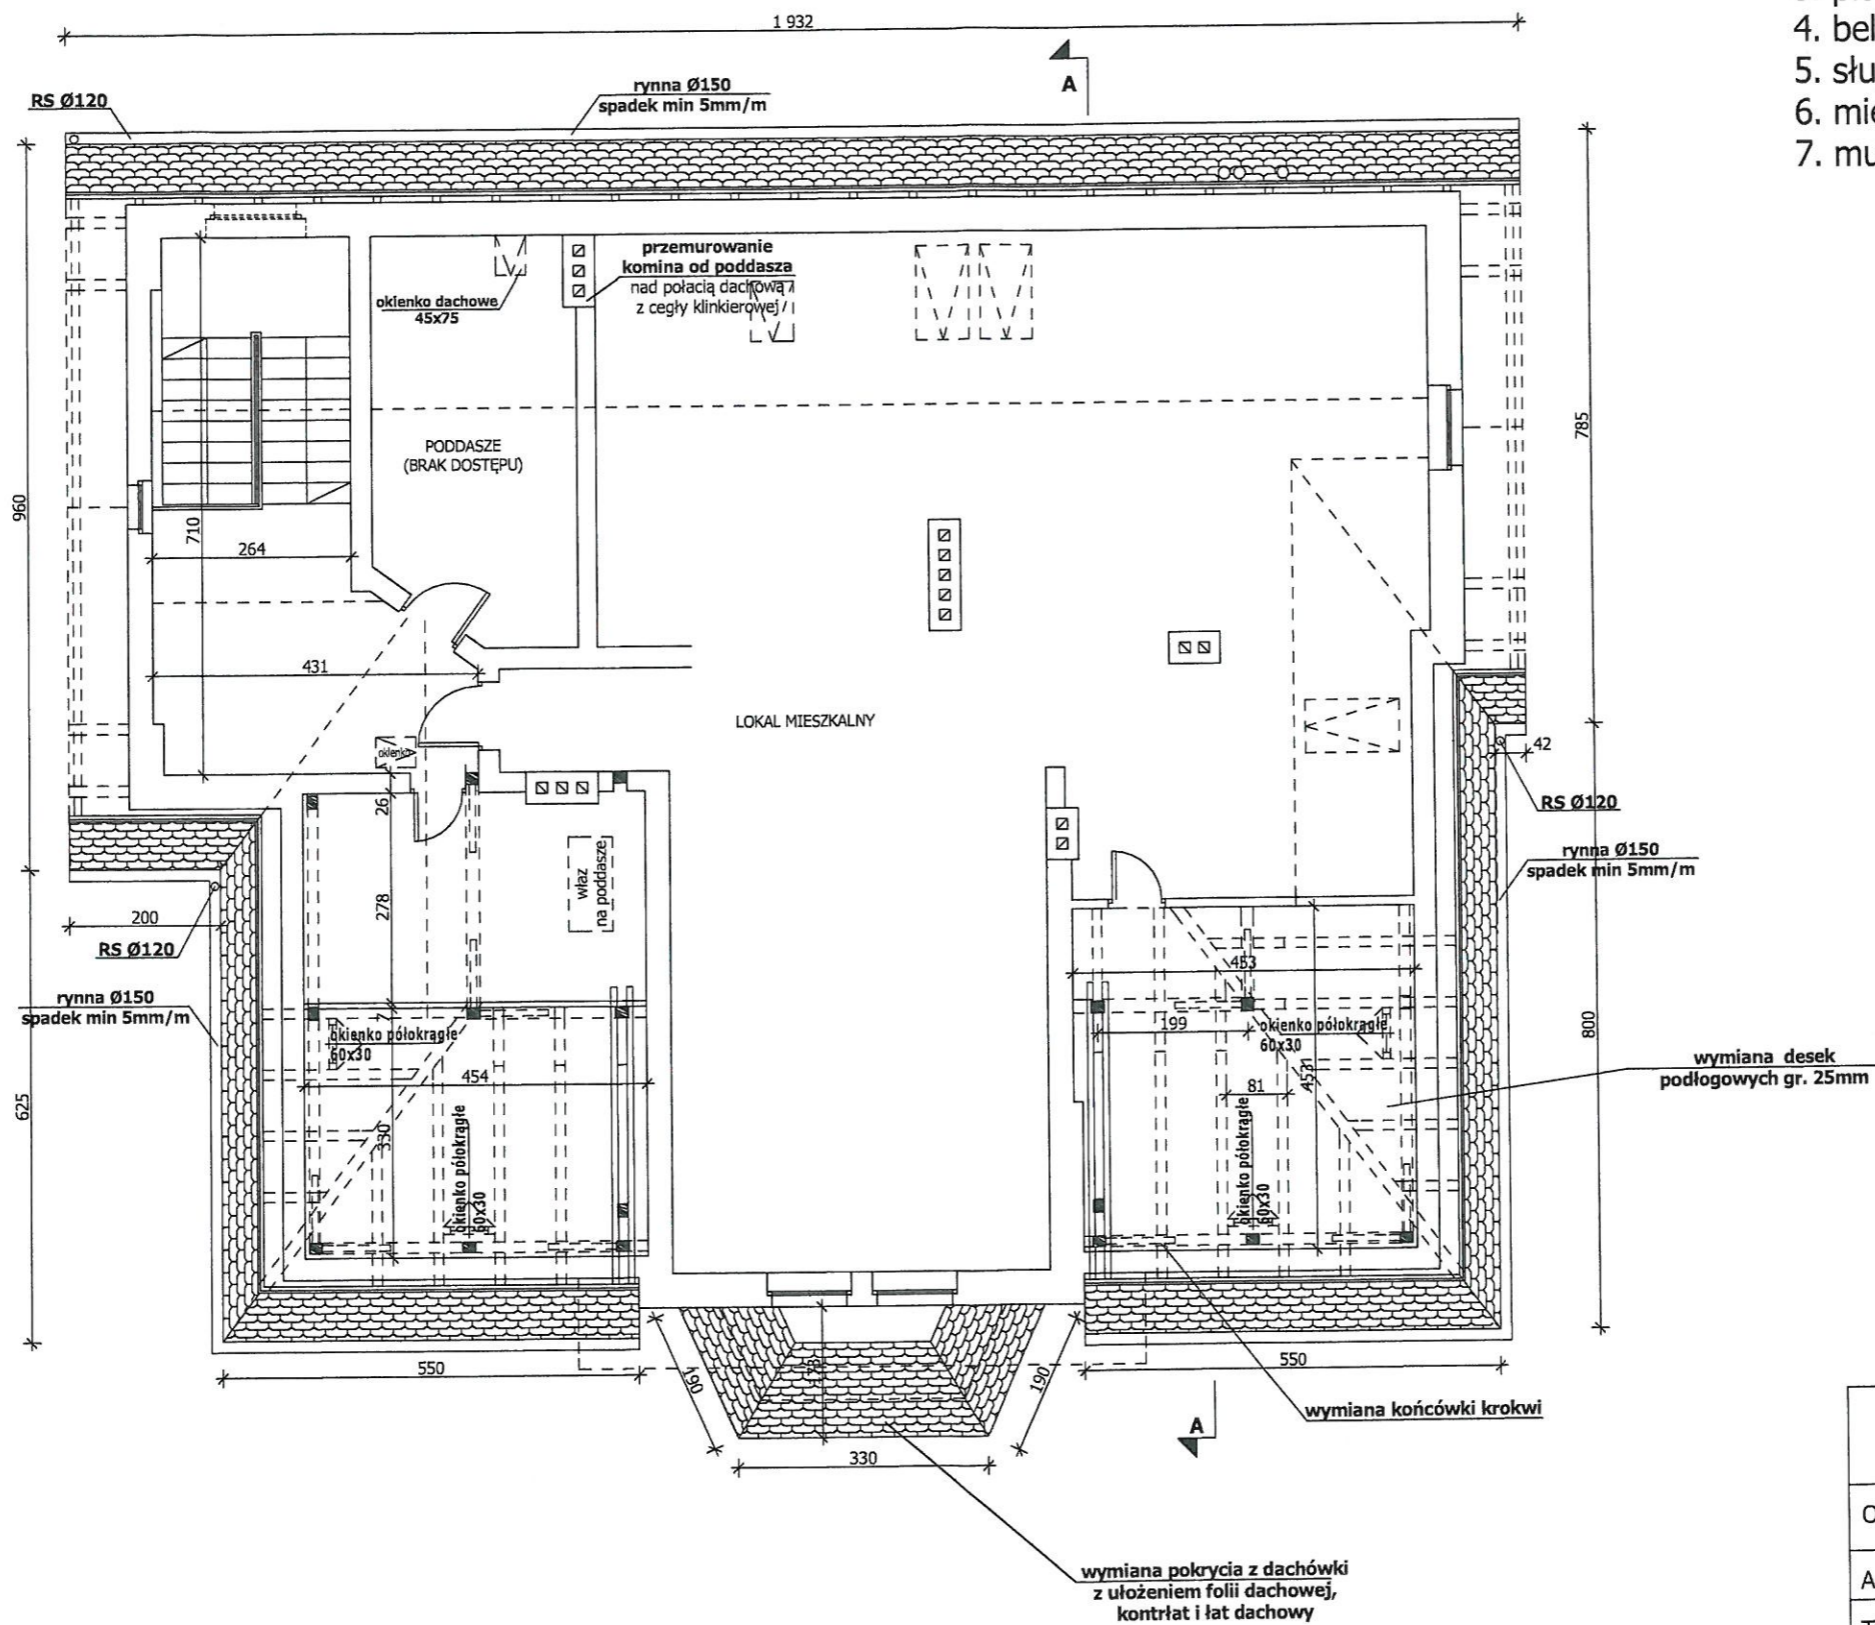 1 932
4. bel
5. słu
6. mie
7. mu
A
rynna Ø150
spadek min 5mm/m
RS Ø120
przemurowanie
komina od poddasza
nad połacią dachową
z cegły klinkierowej
okienko dachowe
45x75
PODDASZE
(BRAK DOSTĘPU)
785
960
710
264
431
LOKAL MIESZKALNY
okienko
42
RS Ø120
26
rynna Ø150
spadek min 5mm/m
właz
na poddasze
278
200
RS Ø120
453
rynna Ø150
spadek min 5mm/m
7
okienko półokrągłe
60x30
199
okienko półokrągłe
60x30
800
wymiana desek
podłogowych gr. 25mm
454
453
81
625
330
okienko półokrągłe
60x30
okienko półokrągłe
60x30
550
173
190
190
550
wymiana końcówki krokwi
A
330
wymiana pokrycia z dachówki
z ułożeniem folii dachowej,
kontrłat i łat dachowy